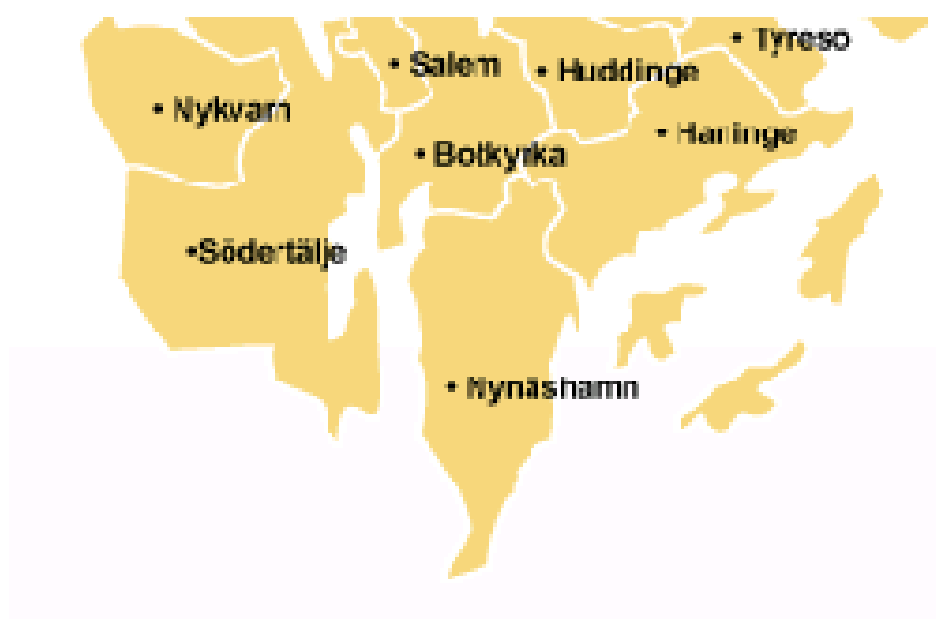 Tyresö
Salem
Huddinge
Nykvarn
Haninge
Botkyrka
Södertälje
Nynäshamn